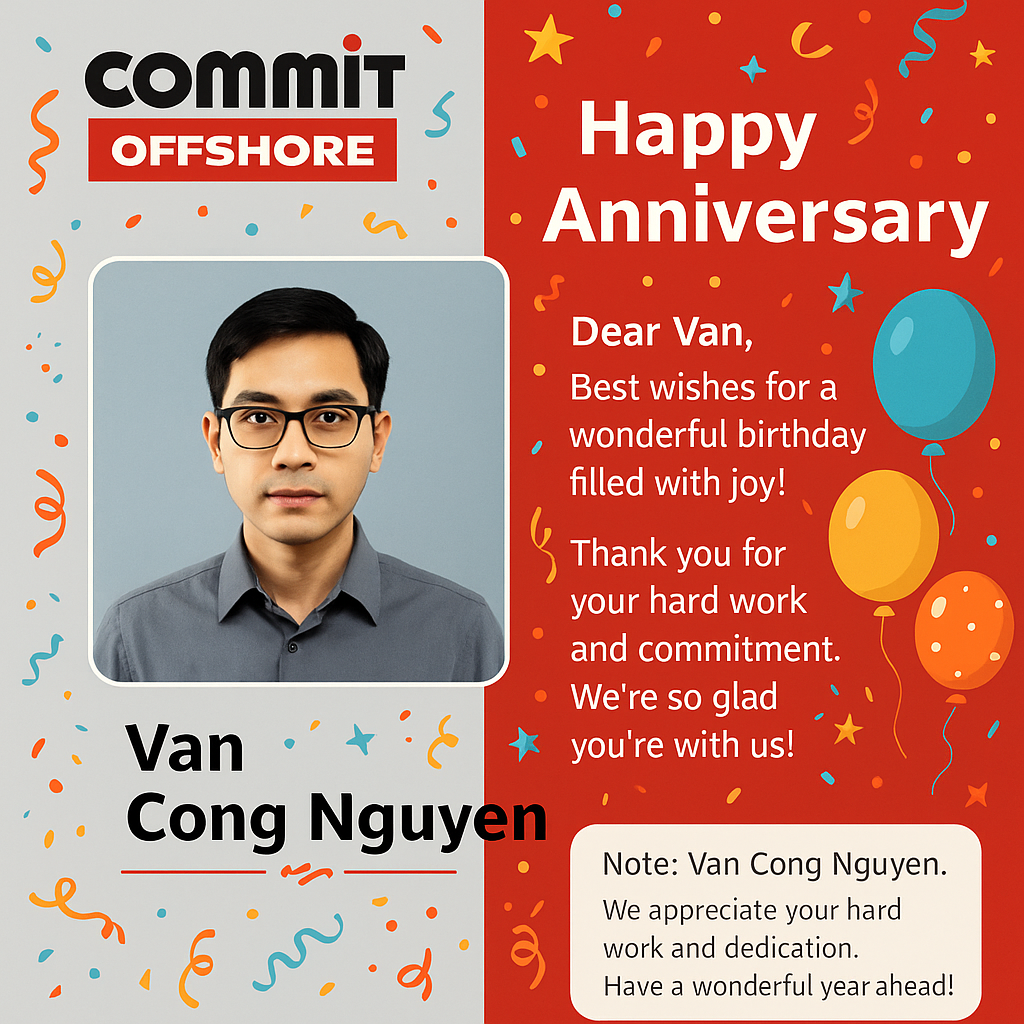 COMMIT
OFFSHORE
Van
Cong Nguyen
Happy
Anniversary
Dear Van,
Best wishes for a
wonderful birthday
filled with joy!
Thank you for
your hard work
and commitment.
We're so glad
you're with us!
Note: Van Cong Nguyen.
We appreciate your hard
work and dedication.
Have a wonderful year ahead!